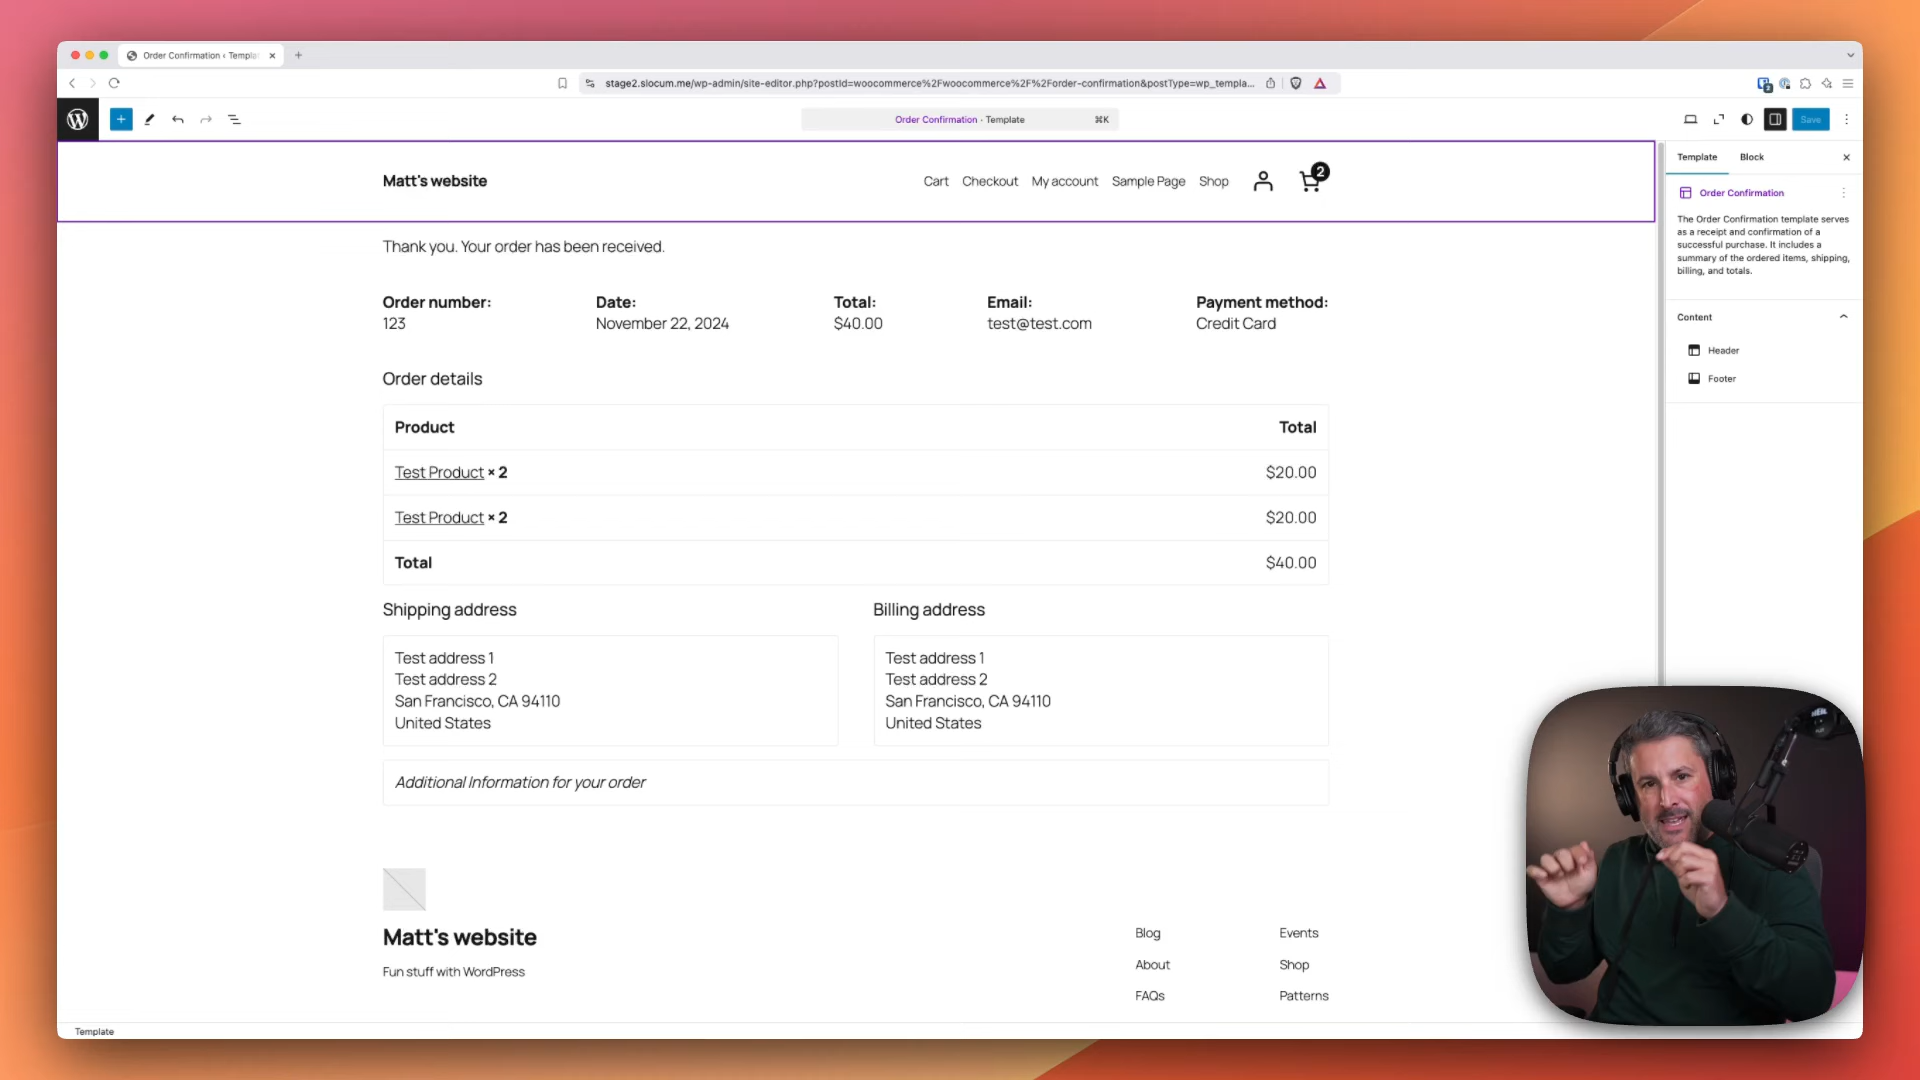 Order Confirmation ‹ Templa
stage2.slocum.me/wp-admin/site-editor.php?postId=woocommerce%2Fwoocommerce%2F%2Forder-confirmation&postType=wp_templa...
2
Order Confirmation · Template ⌘K
Save
Matt's website
Cart Checkout My account Sample Page Shop
2
Thank you. Your order has been received.
Order number: Date: Total: Email: Payment method:
123 November 22, 2024 $40.00 test@test.com Credit Card
Order details
Product Total
Test Product × 2 $20.00
Test Product × 2 $20.00
Total $40.00
Shipping address Billing address
Test address 1
Test address 2
San Francisco, CA 94110
United States
Test address 1
Test address 2
San Francisco, CA 94110
United States
Additional Information for your order
Matt's website
Fun stuff with WordPress
Blog Events
About Shop
FAQs Patterns
Template
Template Block
Order Confirmation
The Order Confirmation template serves
as a receipt and confirmation of a
successful purchase. It includes a
summary of the ordered items, shipping,
billing, and totals.
Content
Header
Footer